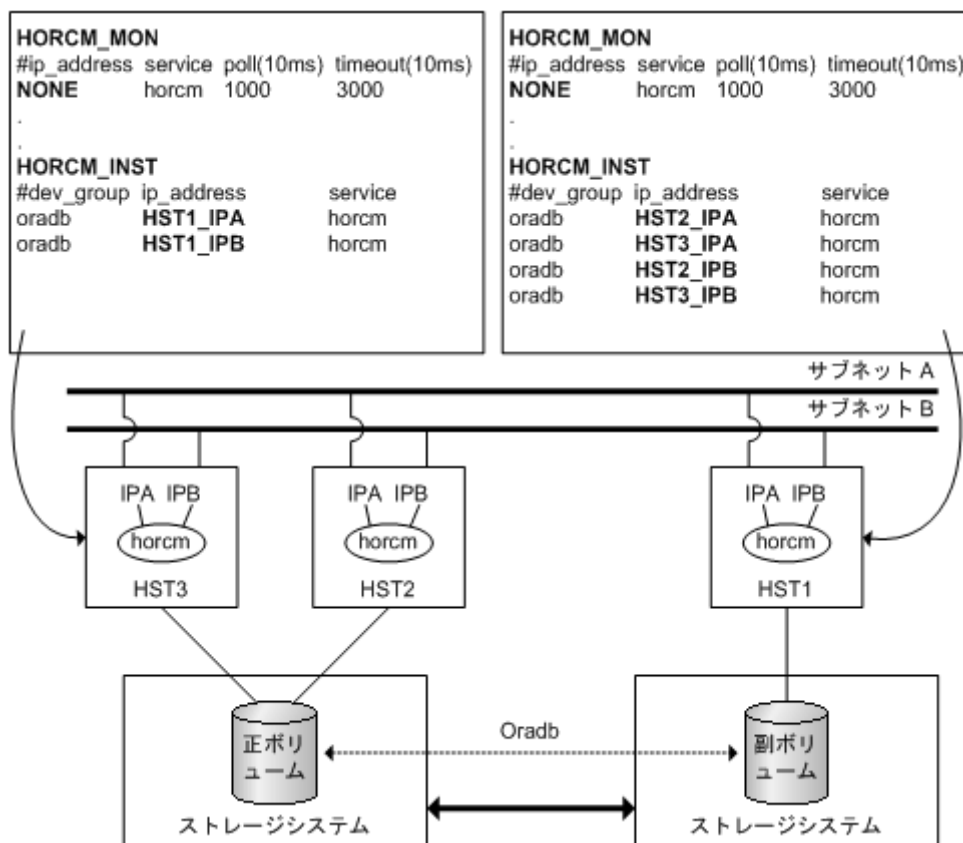 HORCM_MON
#ip_address service poll(10ms) timeout(10ms)
NONE horcm 1000 3000
.
.
HORCM_INST
#dev_group ip_address service
oradb HST1_IPA horcm
oradb HST1_IPB horcm
HORCM_MON
#ip_address service poll(10ms) timeout(10ms)
NONE horcm 1000 3000
.
.
HORCM_INST
#dev_group ip_address service
oradb HST2_IPA horcm
oradb HST3_IPA horcm
oradb HST2_IPB horcm
oradb HST3_IPB horcm
サブネット A
サブネット B
IPA IPB
horcm
HST3
IPA IPB
horcm
HST2
IPA IPB
horcm
HST1
Oradb
正ボリ
ューム
ストレージシステム
副ボリ
ューム
ストレージシステム